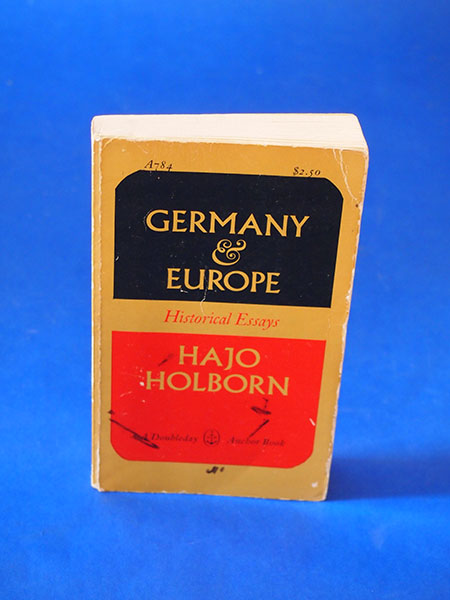 A784 $2.50
GERMANY
&
EUROPE
Historical Essays
HAJO
HOLBORN
A Doubleday Anchor Book